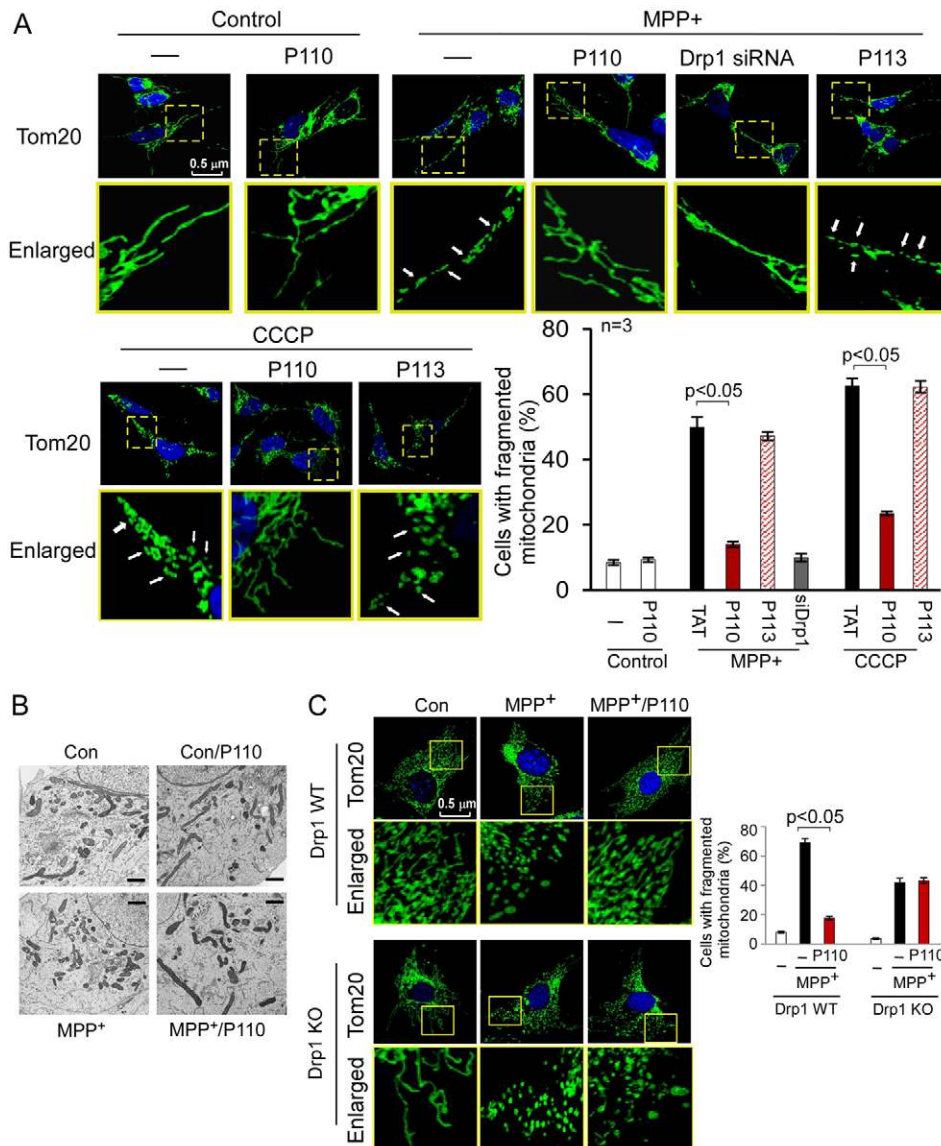 A
Control
MPP+
—
P110
—
P110
Drp1 siRNA
P113
Tom20
0.5 μm
Enlarged
CCCP
—
P110
P113
Tom20
Enlarged
n=3
80
60
40
20
0
Cells with fragmented
mitochondria (%)
p<0.05
p<0.05
—
P110
TAT
P110
P113
siDrp1
TAT
P110
P113
Control
MPP+
CCCP
B
Con
Con/P110
MPP⁺
MPP⁺/P110
C
Con
MPP⁺
MPP⁺/P110
Drp1 WT
Tom20
0.5 μm
Enlarged
Drp1 KO
Tom20
Enlarged
Cells with fragmented
mitochondria (%)
80
60
40
20
0
p<0.05
–
– P110
MPP⁺
–
– P110
MPP⁺
Drp1 WT
Drp1 KO